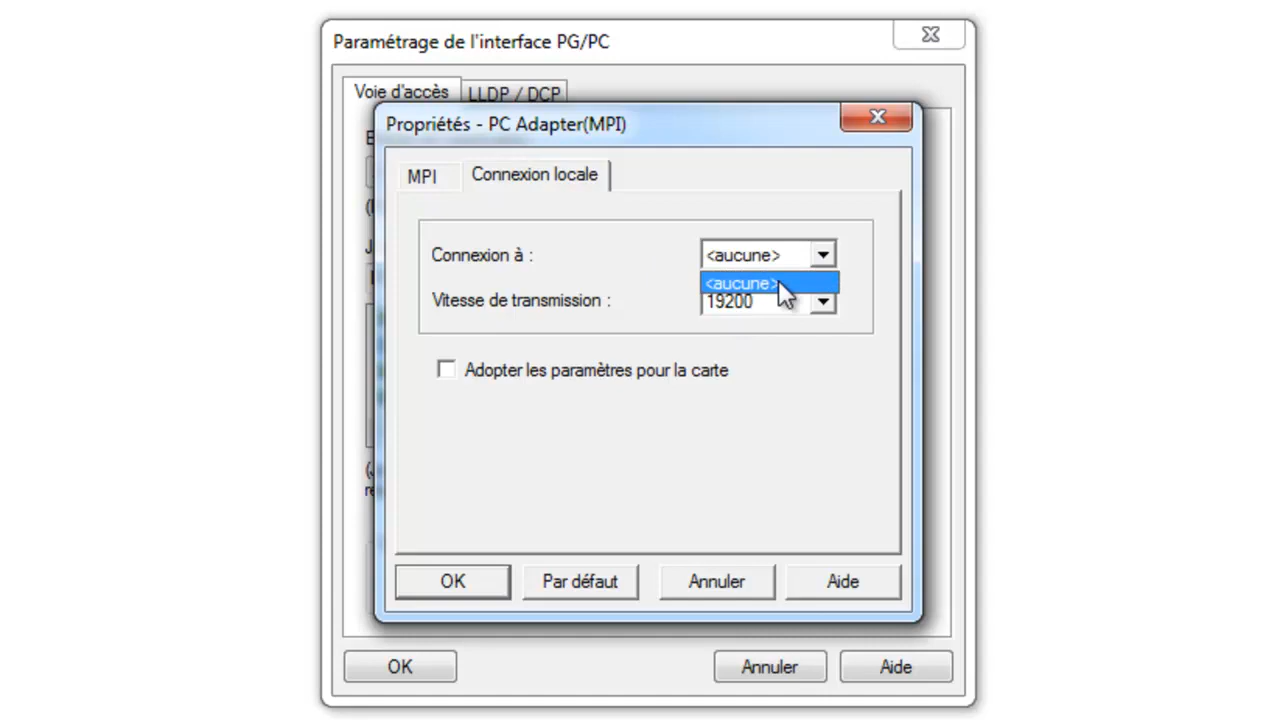 Paramétrage de l'interface PG/PC
Voie d'accès
LLDP / DCP
Propriétés - PC Adapter(MPI)
MPI
Connexion locale
Connexion à :
<aucune>
<aucune>
Vitesse de transmission :
19200
Adopter les paramètres pour la carte
OK
Par défaut
Annuler
Aide
OK
Annuler
Aide